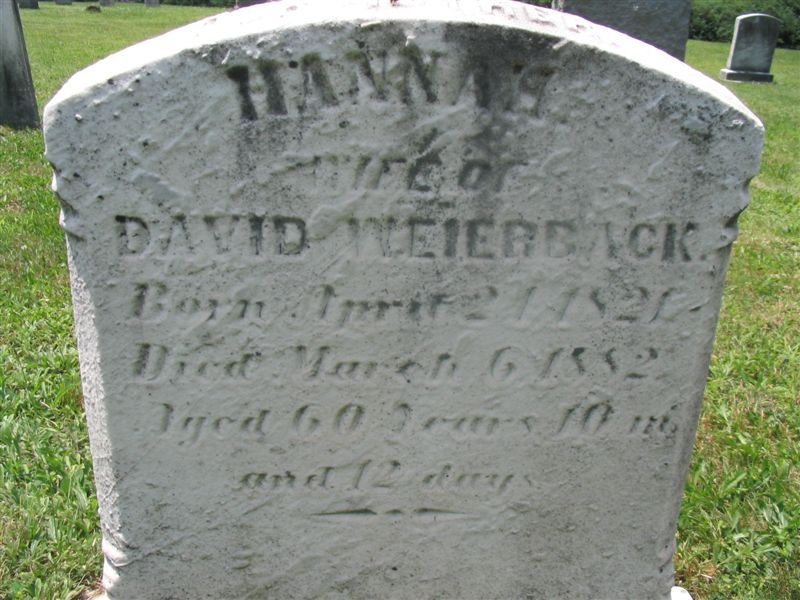 HANNAH
WIFE OF
DAVID WEIERBACK.
Born April 24, 1821
Died March 6, 1882
Aged 60 Years 10 m.
and 12 days